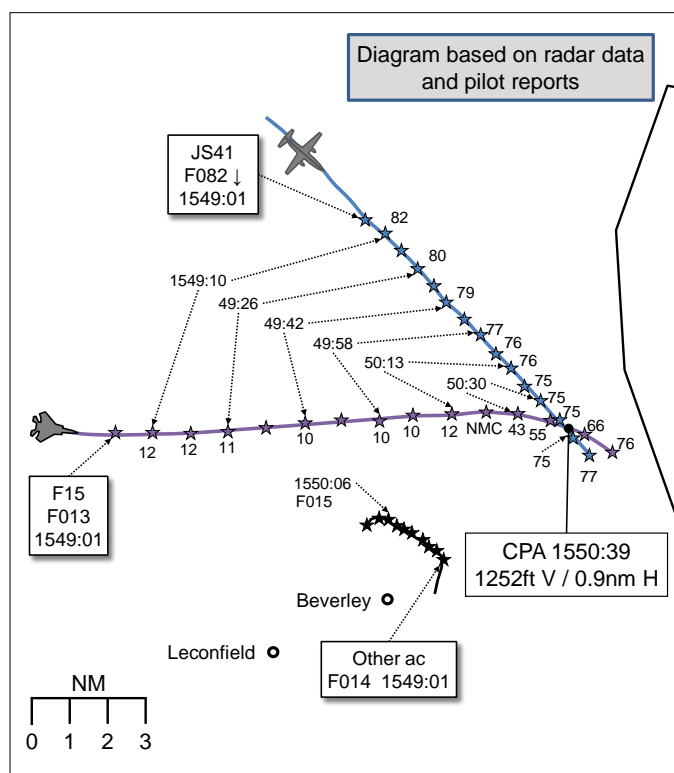 Diagram based on radar data
and pilot reports
JS41
F082 ↓
1549:01
82
1549:10
80
49:26
79
49:42
77
49:58
76
76
50:13
75
50:30
75
75
12
12
11
10
10
10
12
NMC
43
55
66
76
75
77
F15
F013
1549:01
1550:06
F015
CPA 1550:39
1252ft V / 0.9nm H
Beverley
Leconfield
Other ac
F014 1549:01
NM
0 1 2 3